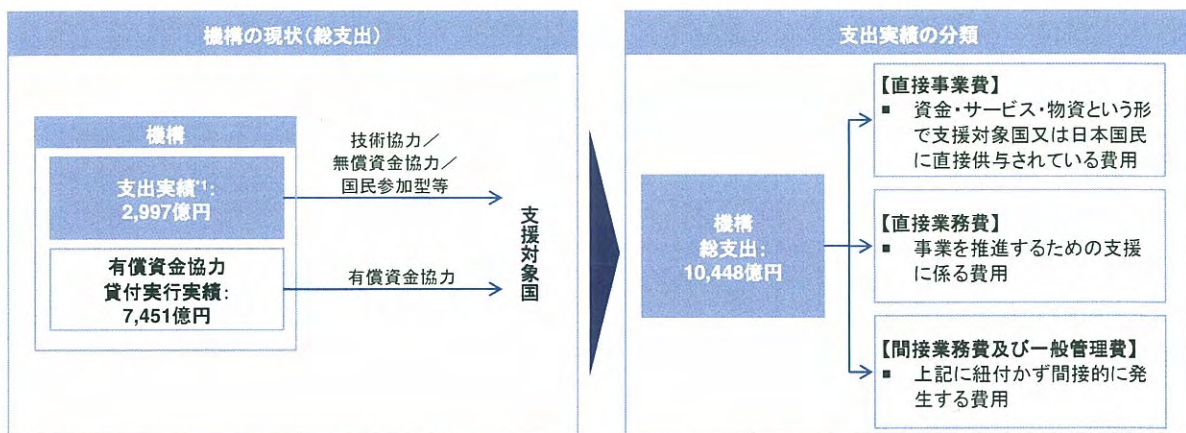 機構の現状(総支出)
機構
支出実績*1:
2,997億円
有償資金協力
貸付実行実績:
7,451億円
技術協力/
無償資金協力/
国民参加型等
有償資金協力
支援対象国
支出実績の分類
機構
総支出:
10,448億円
【直接事業費】
■ 資金・サービス・物資という形
で支援対象国又は日本国民
に直接供与されている費用
【直接業務費】
■ 事業を推進するための支援
に係る費用
【間接業務費及び一般管理費】
■ 上記に紐付かず間接的に発
生する費用